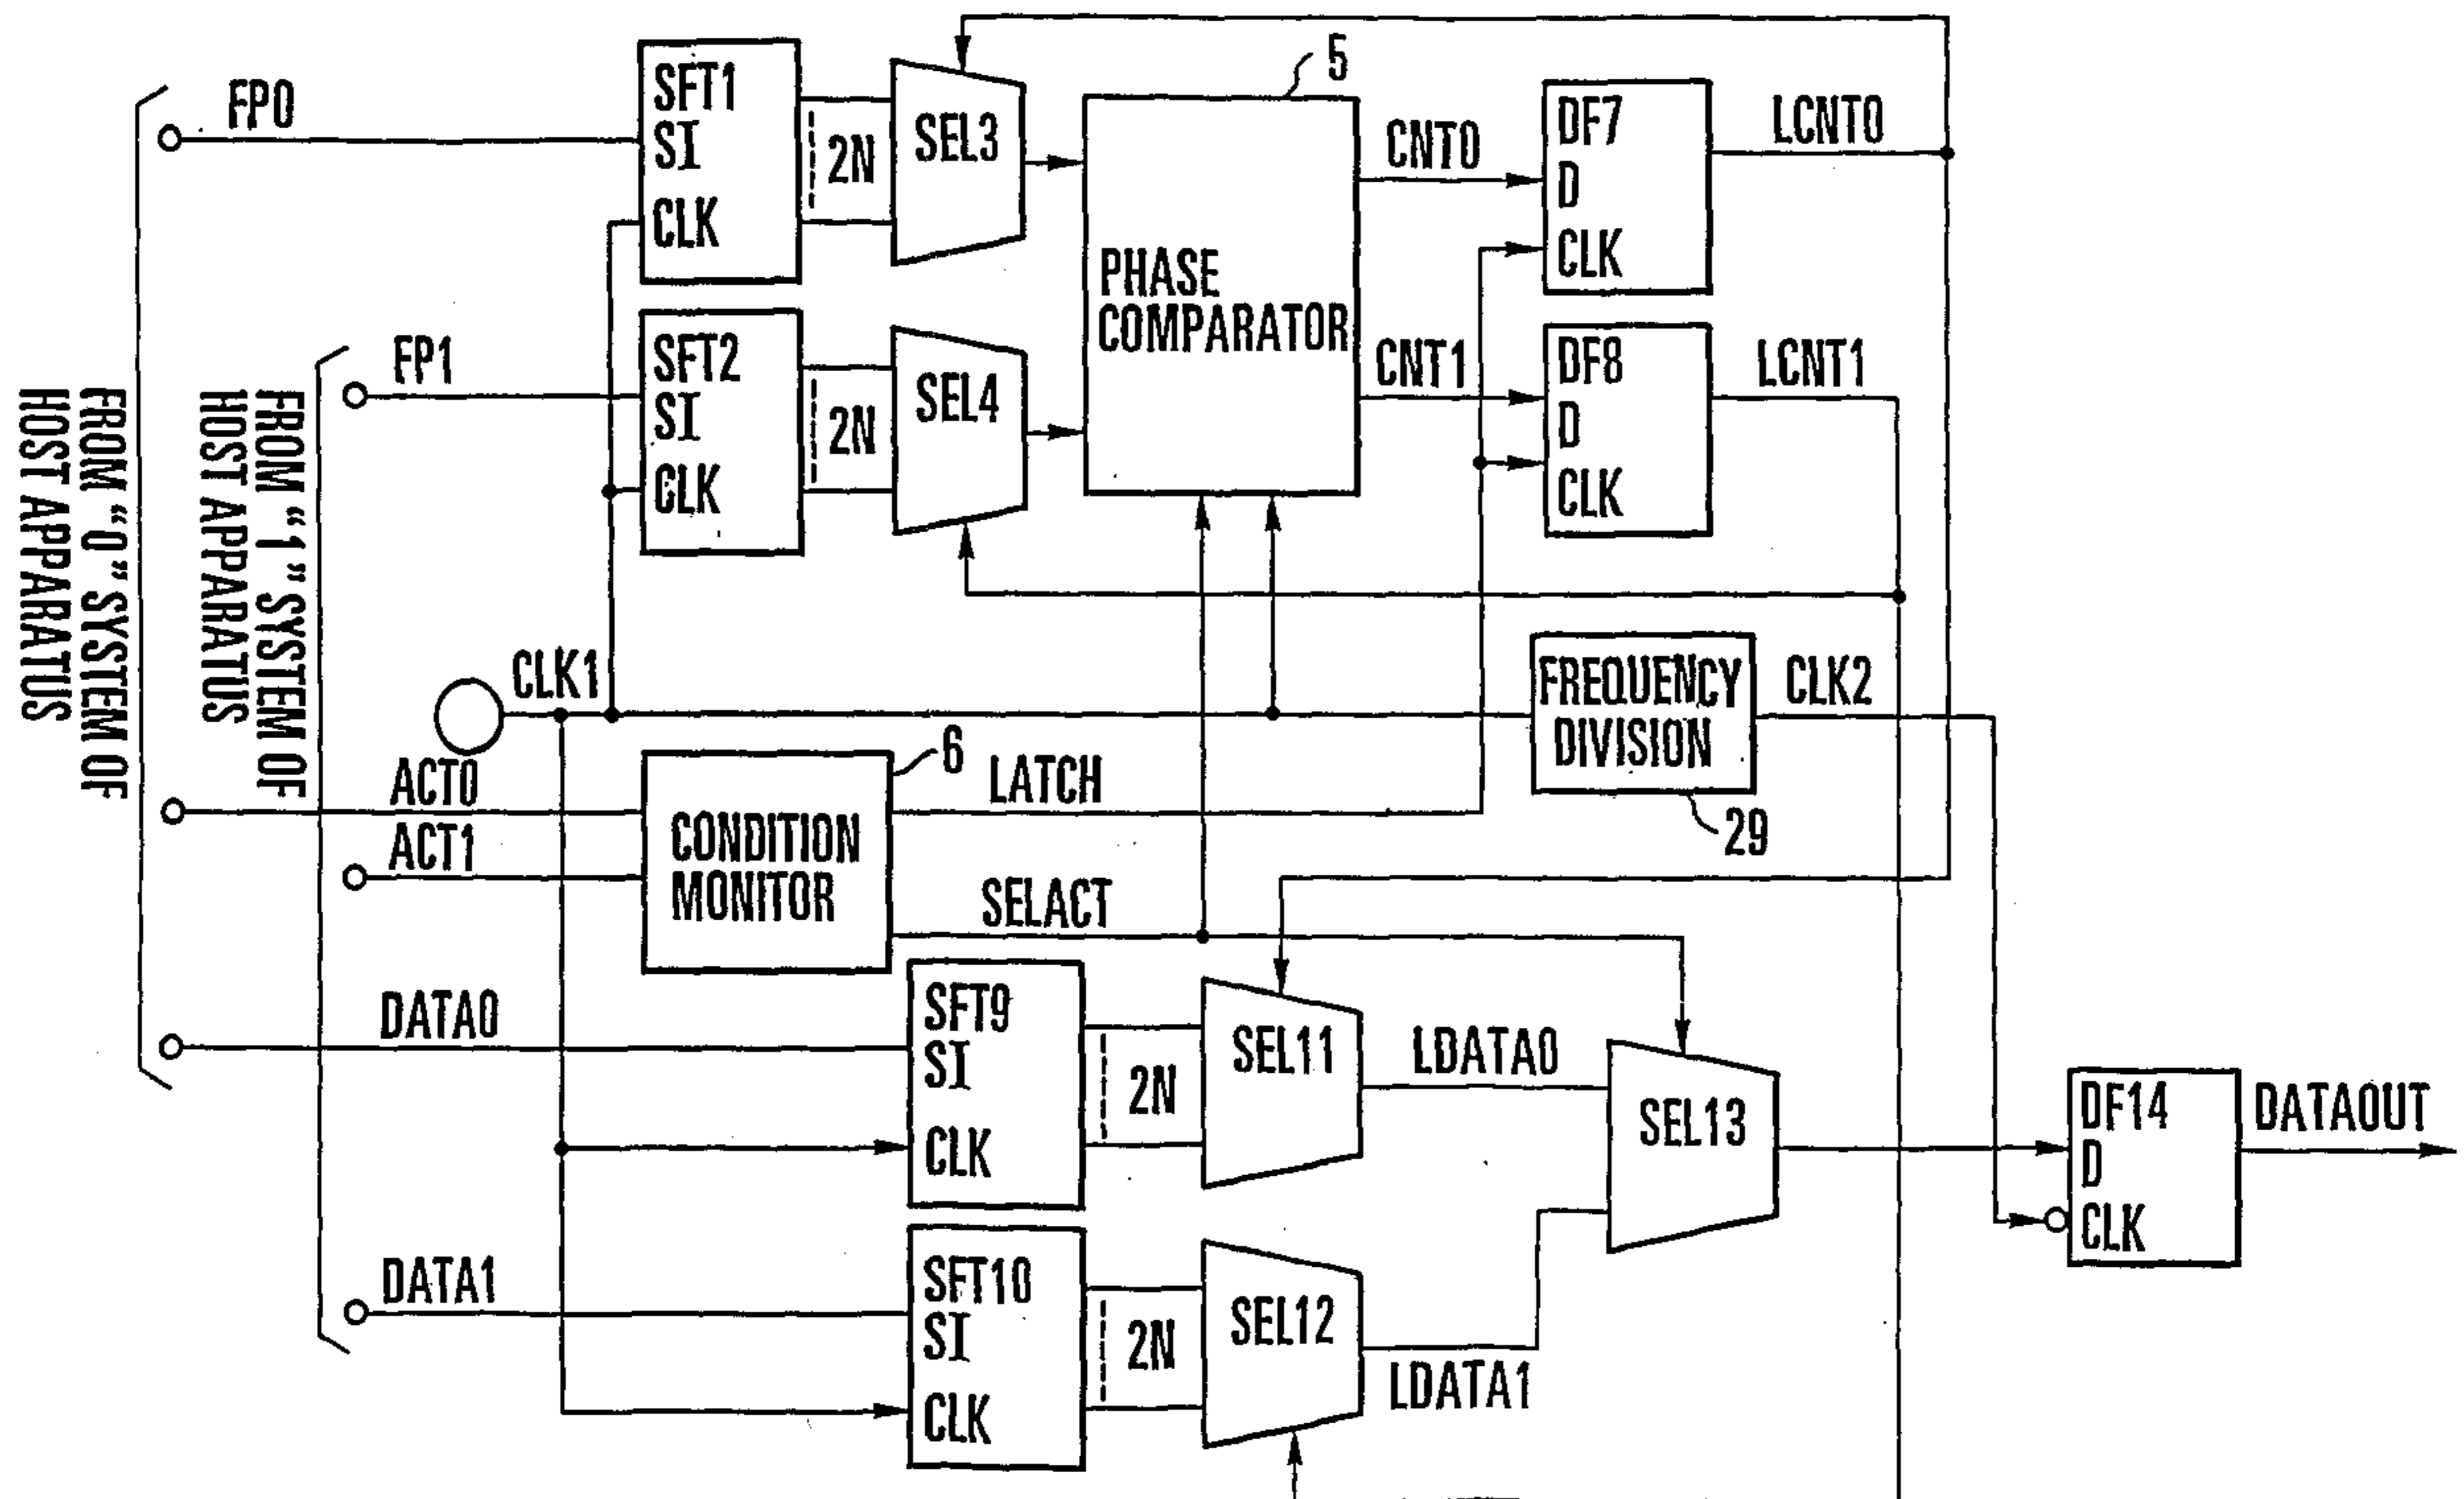 FP0
SFT1
SI
CLK
2N
SEL3
5
PHASE
COMPARATOR
CNT0
DF7
D
CLK
LCNT0
FP1
SFT2
SI
CLK
2N
SEL4
CNT1
DF8
D
CLK
LCNT1
FROM "0" SYSTEM OF
HOST APPARATUS
FROM "1" SYSTEM OF
HOST APPARATUS
CLK1
FREQUENCY
DIVISION
CLK2
29
ACT0
ACT1
CONDITION
MONITOR
6
LATCH
SELACT
DATA0
SFT9
SI
CLK
2N
SEL11
LDATA0
SEL13
DF14
D
CLK
DATAOUT
DATA1
SFT10
SI
CLK
2N
SEL12
LDATA1